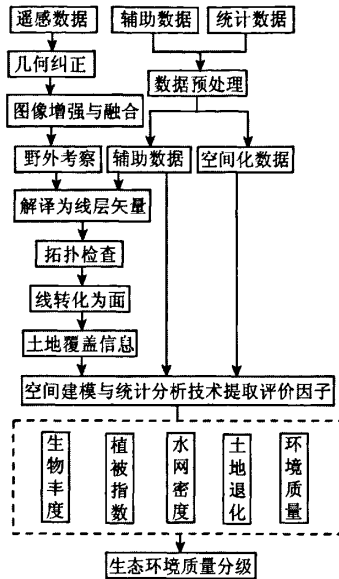 遥感数据
辅助数据
统计数据
几何纠正
数据预处理
图像增强与融合
野外考察
辅助数据
空间化数据
解译为线层矢量
拓扑检查
线转化为面
土地覆盖信息
空间建模与统计分析技术提取评价因子
生物丰度
植被指数
水网密度
土地退化
环境质量
生态环境质量分级